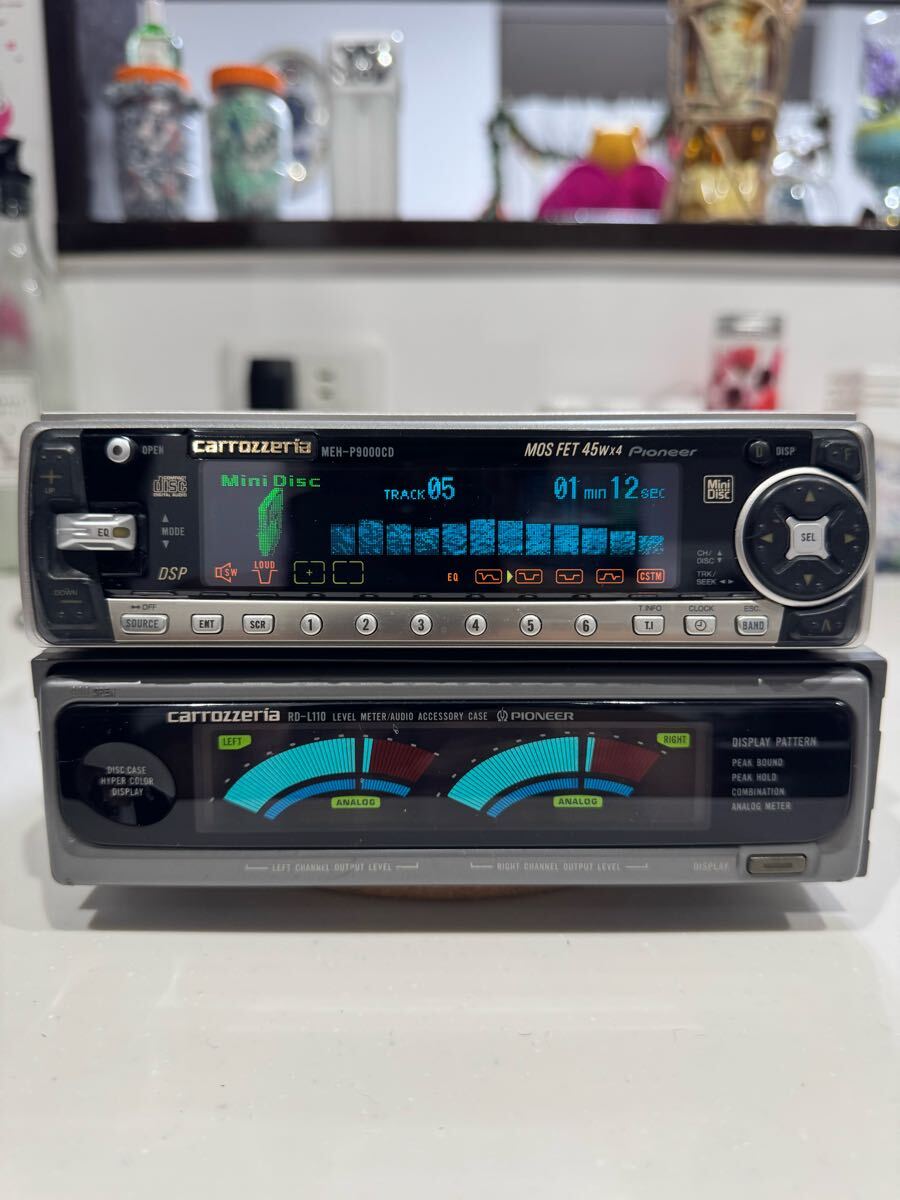 OPEN carrozzeria MEH-P9000CD MOS FET 45W×4 Pioneer D DISP F
COMPACT disc DIGITAL AUDIO
Mini Disc
TRACK 05 01 min 12 sec
Mini Disc
+ UP
EQ
▲ MODE ▼
SEL
DSP
SW LOUD + EQ CSTM
CH/ DISC ▲▼
TRK/ SEEK ◄►
DOWN −
OFF T.INFO CLOCK ESC.
SOURCE ENT SCR 1 2 3 4 5 6 T.I BAND
OPEN
carrozzeria RD-L110 LEVEL METER/AUDIO ACCESSORY CASE PIONEER
LEFT RIGHT
ANALOG ANALOG
DISC CASE
HYPER COLOR
DISPLAY
DISPLAY PATTERN
PEAK BOUND
PEAK HOLD
COMBINATION
ANALOG METER
LEFT CHANNEL OUTPUT LEVEL RIGHT CHANNEL OUTPUT LEVEL DISPLAY